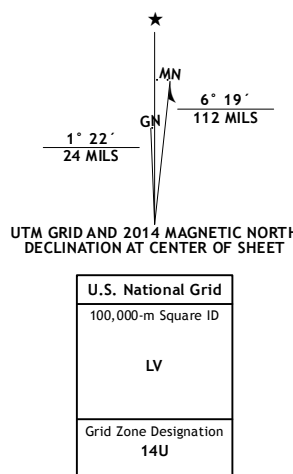 MN
GN
6° 19´
112 MILS
1° 22´
24 MILS
UTM GRID AND 2014 MAGNETIC NORTH
DECLINATION AT CENTER OF SHEET
U.S. National Grid
100,000-m Square ID
LV
Grid Zone Designation
14U